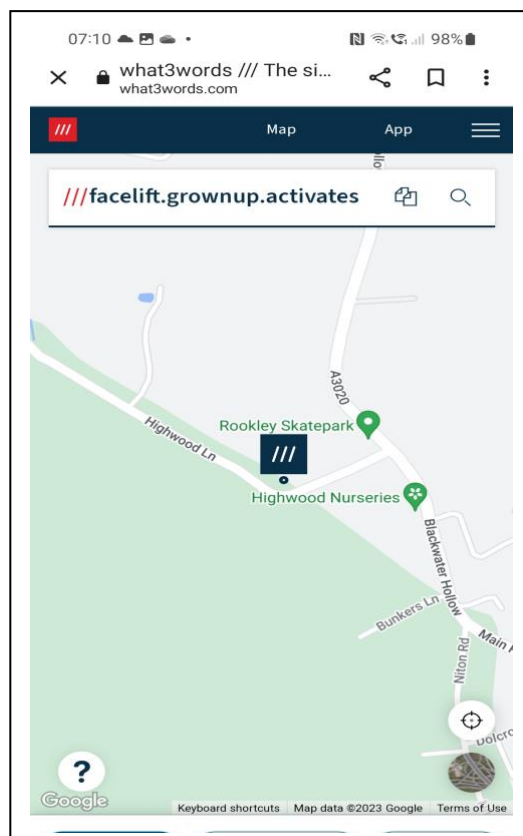 07:10
98%
what3words /// The si...
what3words.com
///
Map
App
///facelift.grownup.activates
A3020
Rookley Skatepark
///
Highwood Ln
Highwood Nurseries
Blackwater Hollow
Bunkers Ln
Main
Niton Rd
Dolcro
?
Google
Keyboard shortcuts
Map data ©2023 Google
Terms of Use